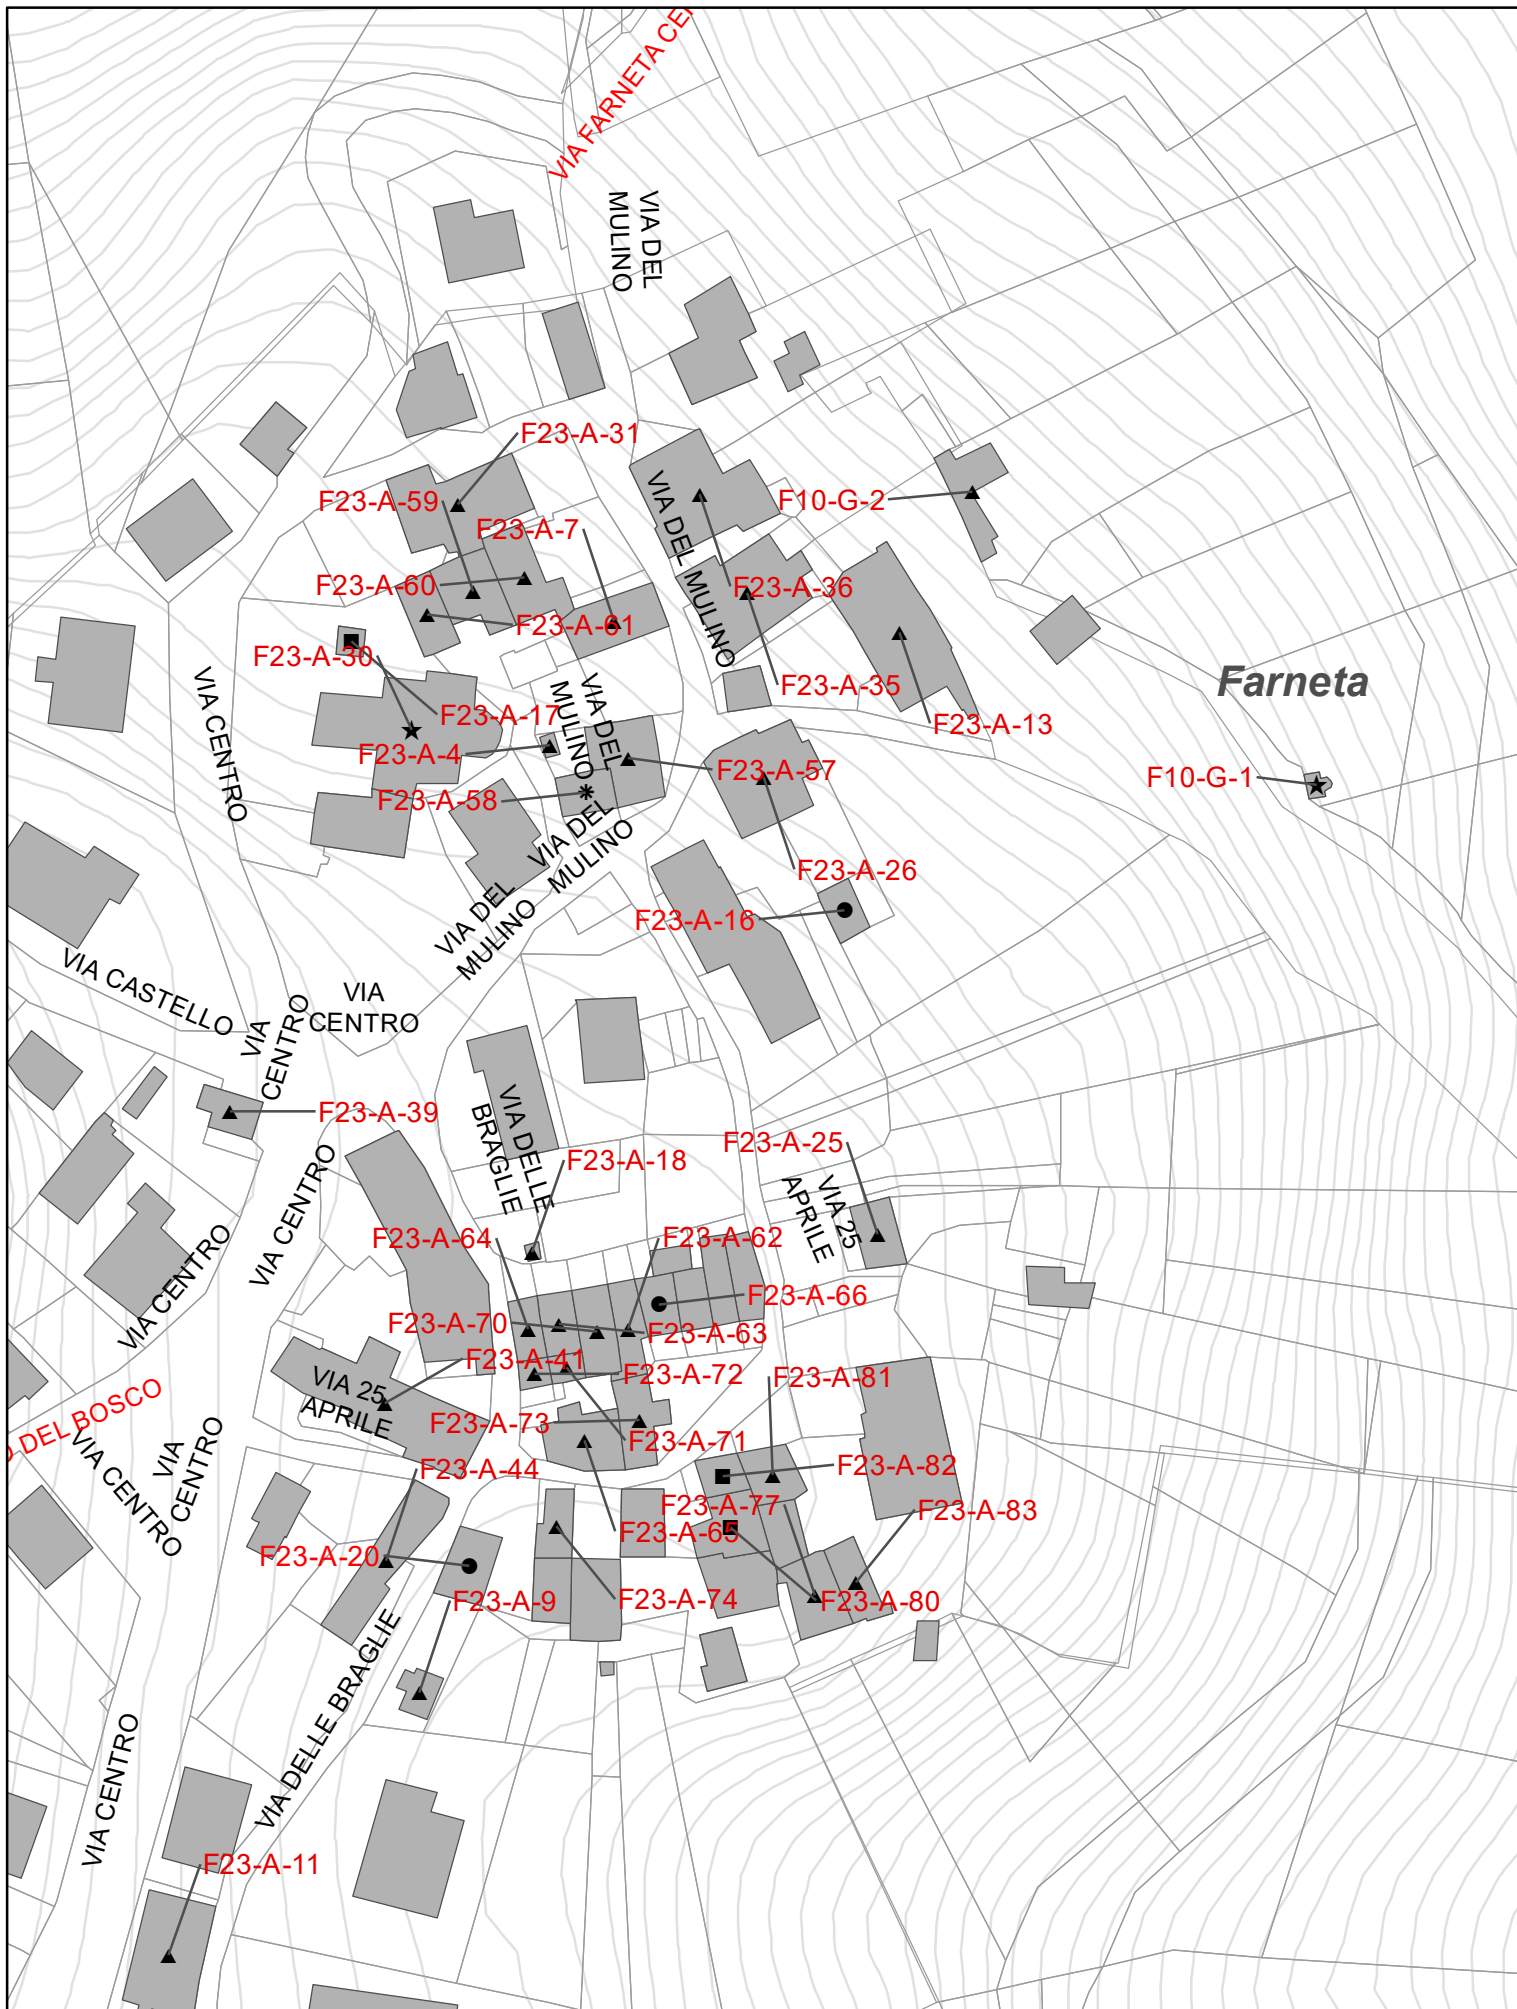 VIA FARNETA CE
VIA DEL
MULINO
F23-A-31
F23-A-59
F23-A-7
F10-G-2
VIA DEL MULINO
F23-A-60
F23-A-36
F23-A-61
F23-A-30
F23-A-35
Farneta
VIA CENTRO
VIA DEL
MULINO
F23-A-17
F23-A-13
F23-A-4
F23-A-57
F10-G-1
F23-A-58
VIA DEL
MULINO
F23-A-26
VIA DEL
MULINO
F23-A-16
VIA CASTELLO
VIA
CENTRO
VIA
CENTRO
F23-A-39
VIA DELLE
BRAGLIE
F23-A-25
F23-A-18
VIA CENTRO
VIA 25
APRILE
F23-A-64
F23-A-62
VIA CENTRO
F23-A-66
F23-A-70
F23-A-63
F23-A-41
F23-A-72
F23-A-81
VIA 25
APRILE
O DEL BOSCO
F23-A-73
F23-A-71
VIA
CENTRO
VIA CENTRO
F23-A-44
F23-A-82
F23-A-77
F23-A-83
F23-A-65
F23-A-20
F23-A-9
F23-A-74
F23-A-80
VIA DELLE BRAGLIE
VIA CENTRO
F23-A-11